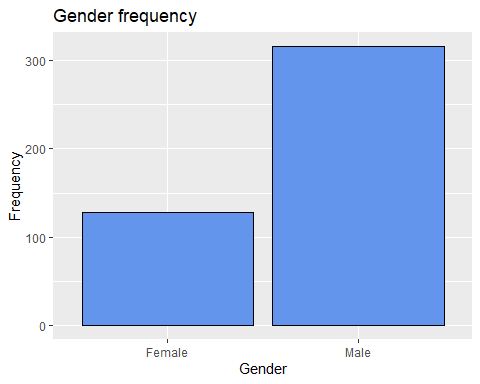 Gender frequency
300
200
100
0
Frequency
Female Male
Gender